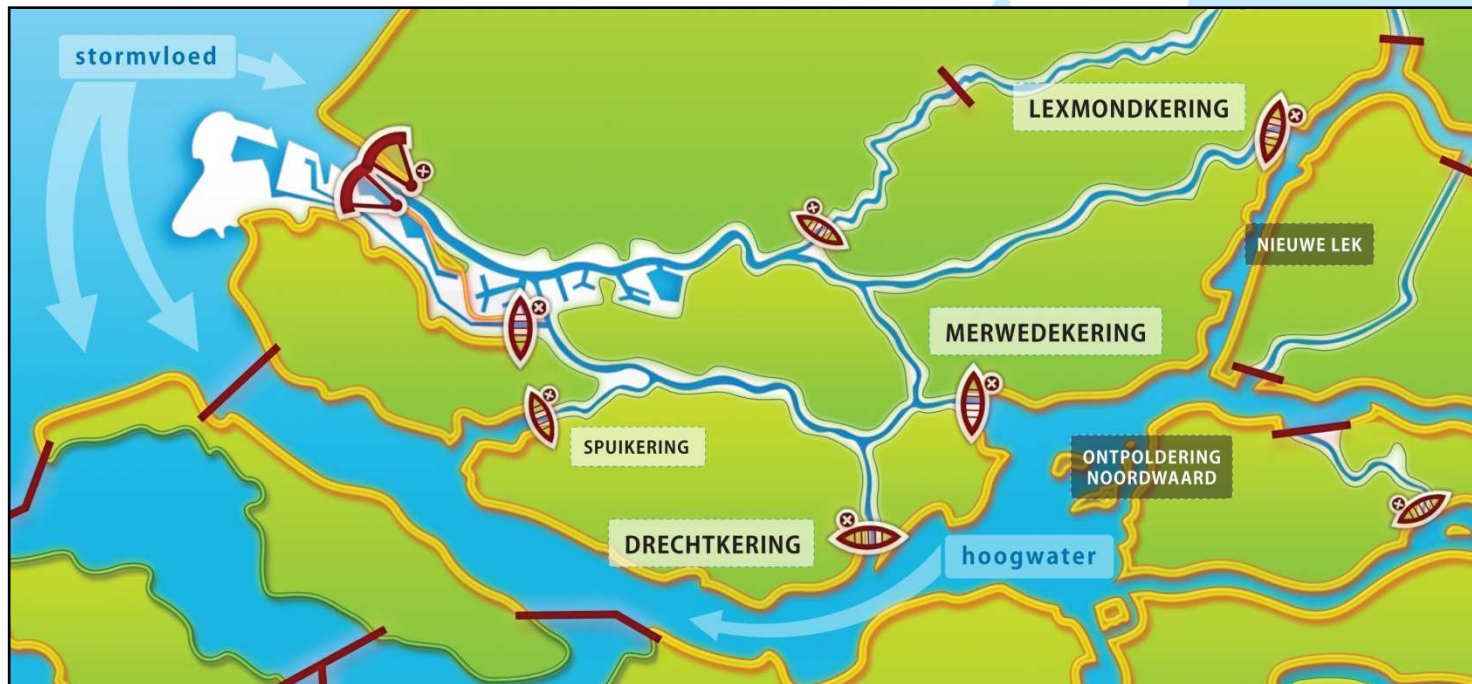 stormvloed
LEXMONDKERING
NIEUWE LEK
MERWEDEKERING
SPUIKERING
ONTPOLDERING
NOORDWAARD
DRECHTKERING
hoogwater